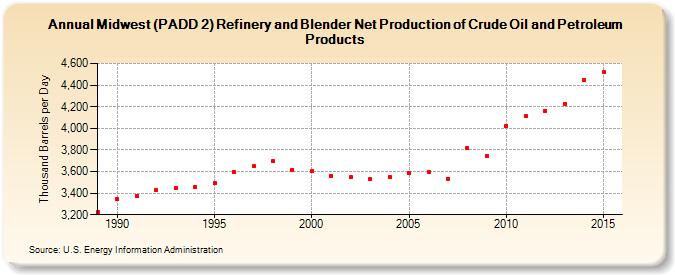 Annual Midwest (PADD 2) Refinery and Blender Net Production of Crude Oil and Petroleum
Products
Thousand Barrels per Day
4,600
4,400
4,200
4,000
3,800
3,600
3,400
3,200
1990 1995 2000 2005 2010 2015
Source: U.S. Energy Information Administration